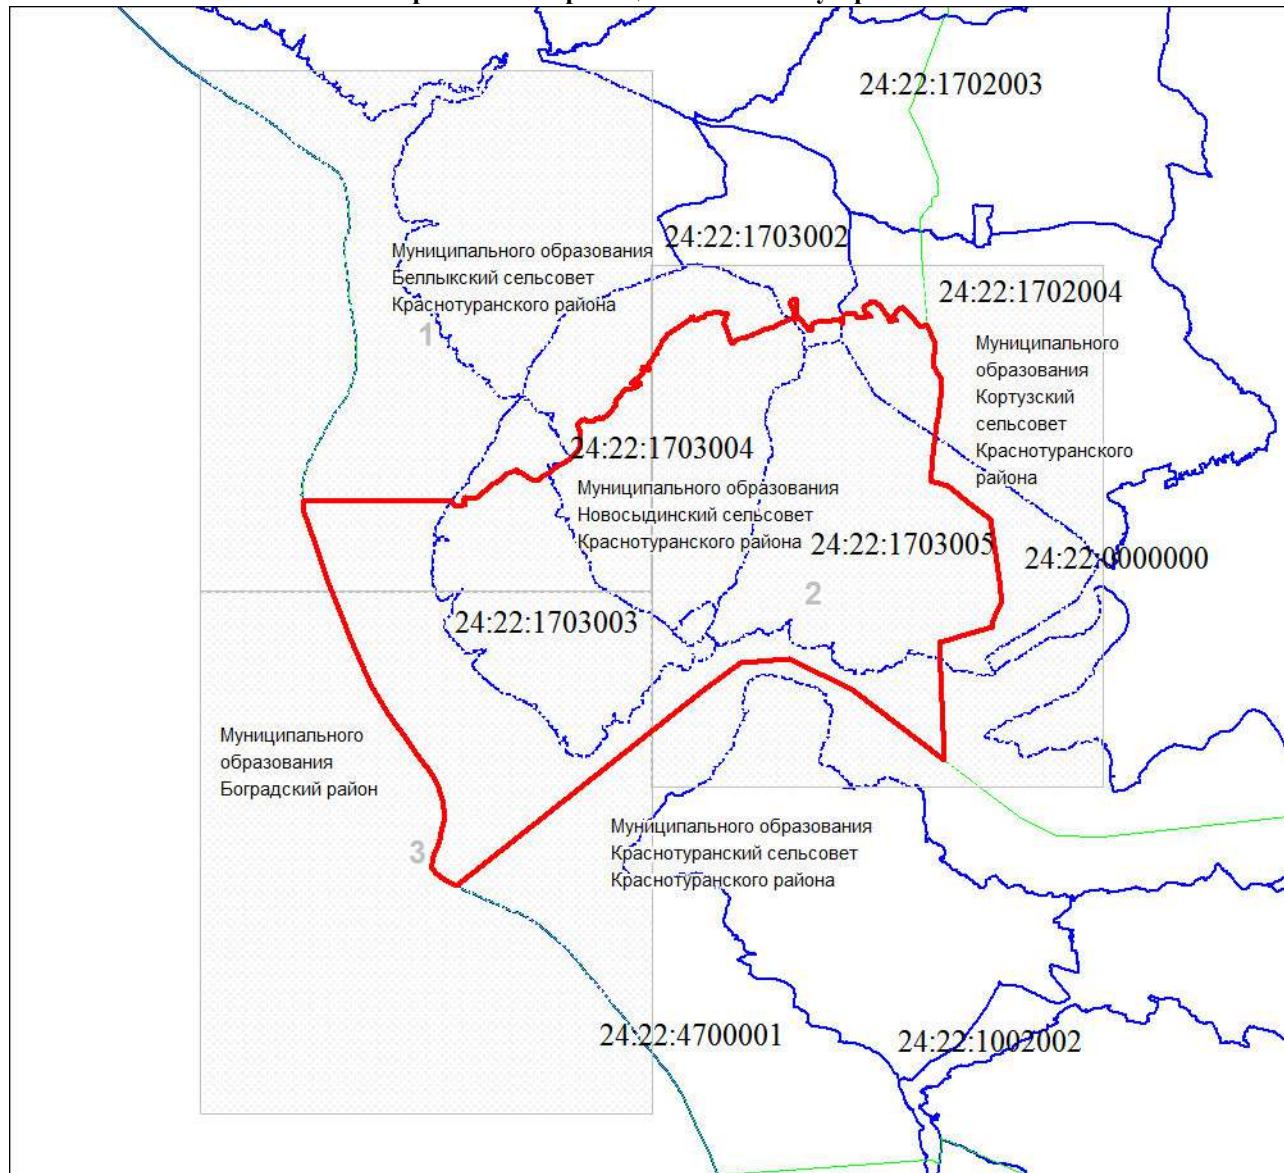 24:22:1702003
24:22:1703002
Муниципального образования
Беллыкский сельсовет
Краснотуранского района
1
24:22:1702004
Муниципального
образования
Кортузский
сельсовет
Краснотуранского
района
24:22:1703004
Муниципального образования
Новосыдинский сельсовет
Краснотуранского района
24:22:1703005
24:22:0000000
2
24:22:1703003
Муниципального
образования
Боградский район
3
Муниципального образования
Краснотуранский сельсовет
Краснотуранского района
24:22:4700001
24:22:1002002